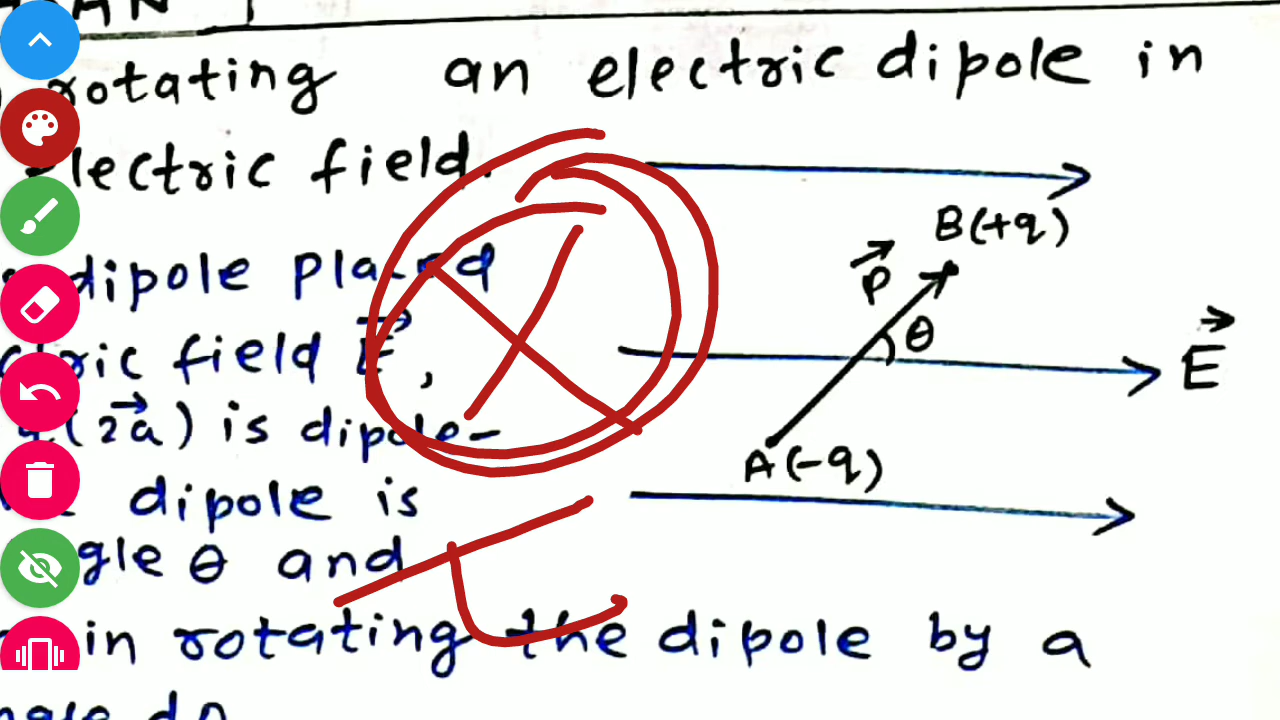 rotating an electric dipole in
electric field.
dipole placed
ctric field E⃗,
q(2a⃗) is dipole-
dipole is
gle θ and
in rotating the dipole by a
B(+q)
P⃗
θ
E⃗
A(-q)